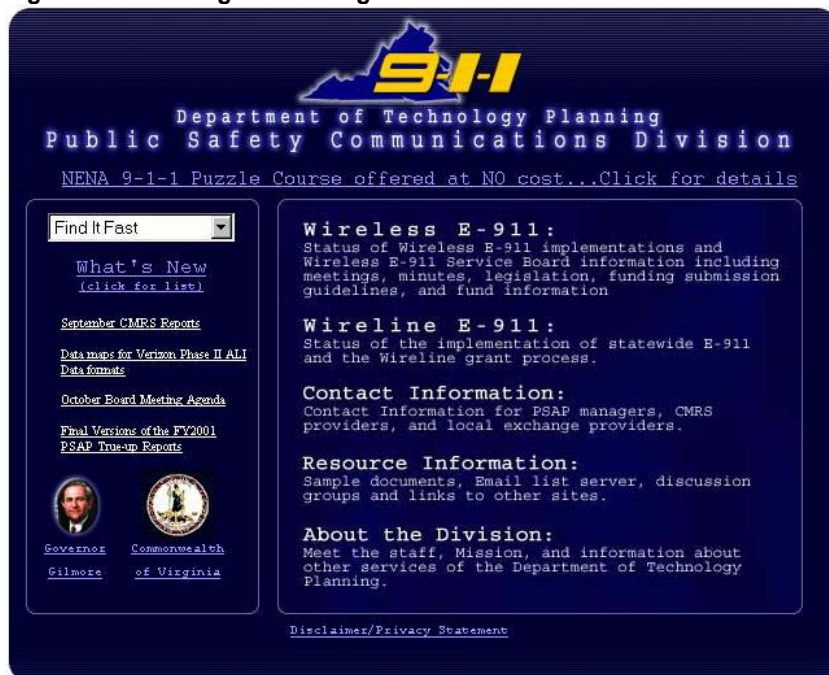 9-1-1
Department of Technology Planning
Public Safety Communications Division
NENA 9-1-1 Puzzle Course offered at NO cost...Click for details
Find It Fast
What's New
(click for list)
September CMRS Reports
Data maps for Verizon Phase II ALI
Data formats
October Board Meeting Agenda
Final Versions of the FY2001
PSAP True-up Reports
Governor
Gilmore
Commonwealth
of Virginia
Wireless E-911:
Status of Wireless E-911 implementations and
Wireless E-911 Service Board information including
meetings, minutes, legislation, funding submission
guidelines, and fund information
Wireline E-911:
Status of the implementation of statewide E-911
and the Wireline grant process.
Contact Information:
Contact Information for PSAP managers, CMRS
providers, and local exchange providers.
Resource Information:
Sample documents, Email list server, discussion
groups and links to other sites.
About the Division:
Meet the staff, Mission, and information about
other services of the Department of Technology
Planning.
Disclaimer/Privacy Statement